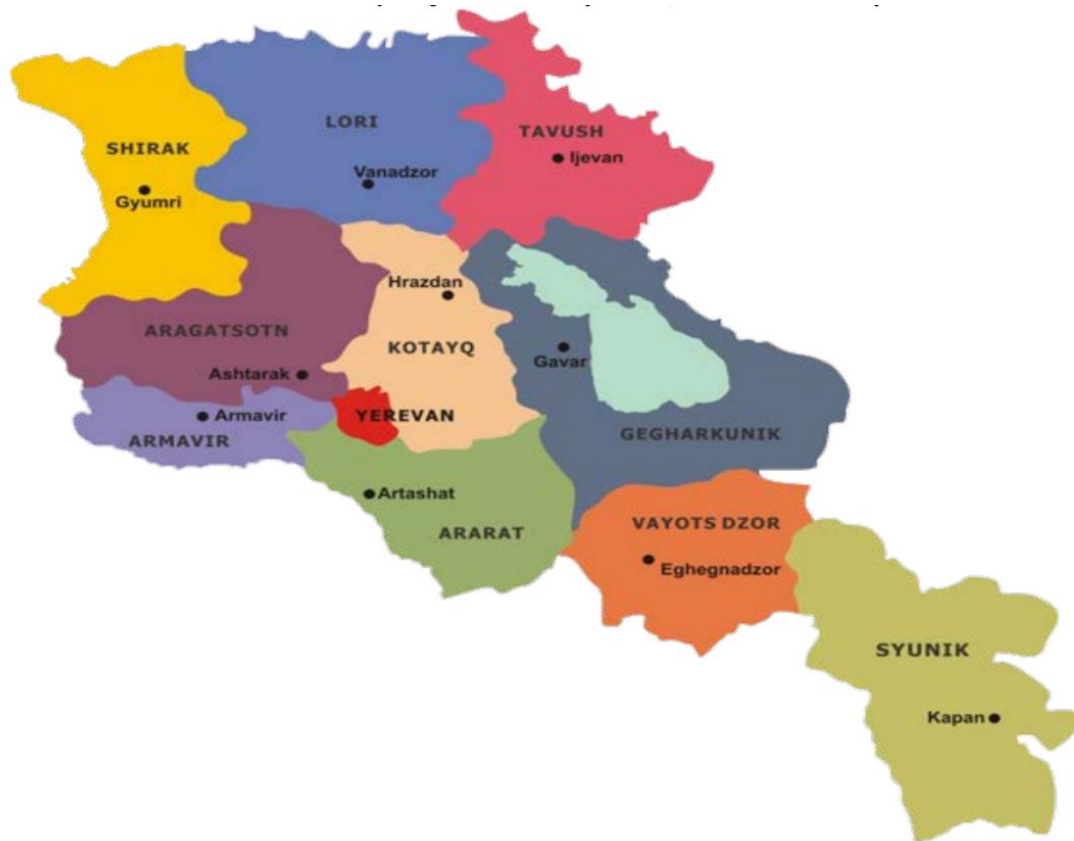 LORI
TAVUSH
SHIRAK
Ijevan
Vanadzor
Gyumri
Hrazdan
ARAGATSOTN
KOTAYQ
Gavar
Ashtarak
Armavir
YEREVAN
ARMAVIR
GEGHARKUNIK
Artashat
VAYOTS DZOR
ARARAT
Eghegnadzor
SYUNIK
Kapan